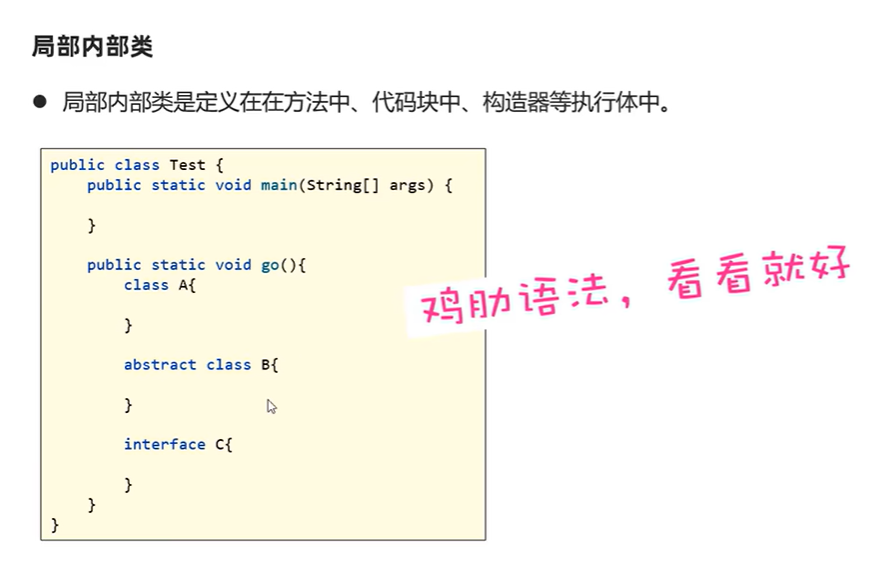 局部内部类
● 局部内部类是定义在在方法中、代码块中、构造器等执行体中。
public class Test {
    public static void main(String[] args) {

    }

    public static void go(){
        class A{

        }

        abstract class B{

        }

        interface C{

        }
    }
}
鸡肋语法，看看就好